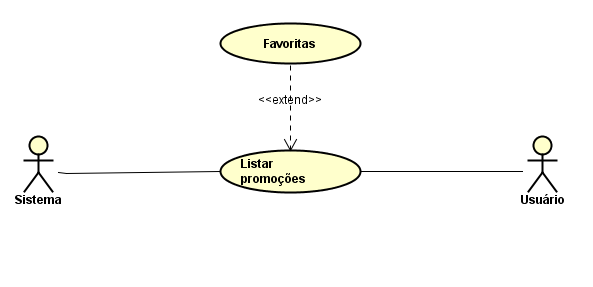 Favoritas
<<extend>>
Listar
promoções
Sistema
Usuário